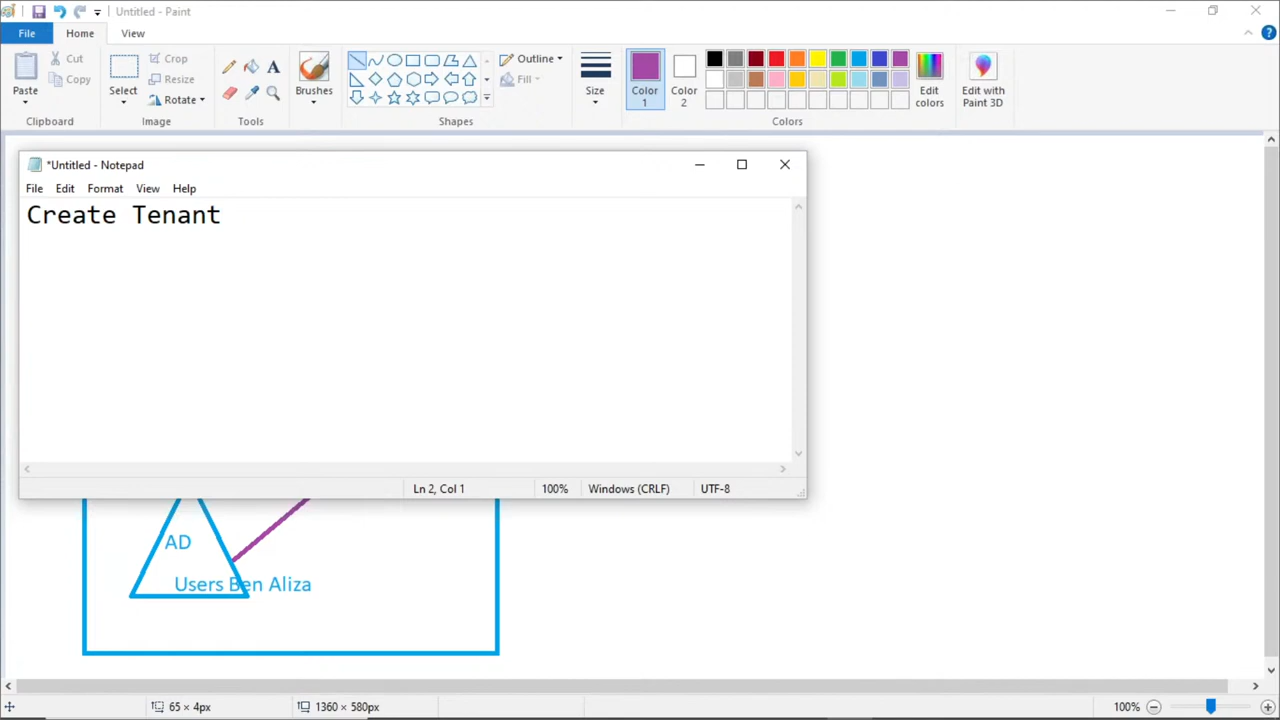 Untitled - Paint
File
Home
View
Paste
Cut
Copy
Clipboard
Select
Crop
Resize
Rotate
Image
Tools
Brushes
Shapes
Outline
Fill
Size
Color
1
Color
2
Edit
colors
Colors
Edit with
Paint 3D
*Untitled - Notepad
File Edit Format View Help
Create Tenant
Ln 2, Col 1
100%
Windows (CRLF)
UTF-8
AD
Users Ben Aliza
65 × 4px
1360 × 580px
100%